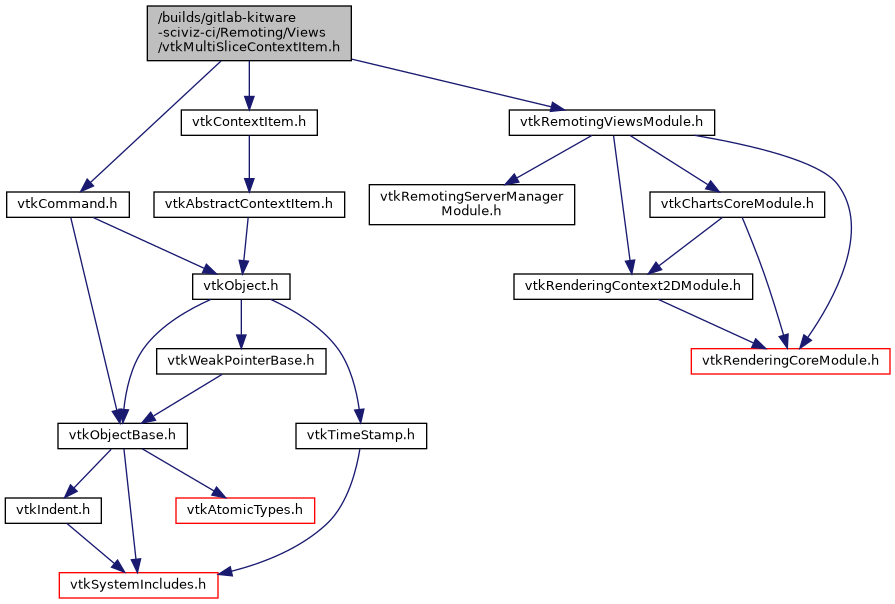 /builds/gitlab-kitware
-sciviz-ci/Remoting/Views
/vtkMultiSliceContextItem.h
vtkContextItem.h
vtkRemotingViewsModule.h
vtkCommand.h
vtkAbstractContextItem.h
vtkRemotingServerManager
Module.h
vtkChartsCoreModule.h
vtkObject.h
vtkRenderingContext2DModule.h
vtkWeakPointerBase.h
vtkRenderingCoreModule.h
vtkObjectBase.h
vtkTimeStamp.h
vtkIndent.h
vtkAtomicTypes.h
vtkSystemIncludes.h